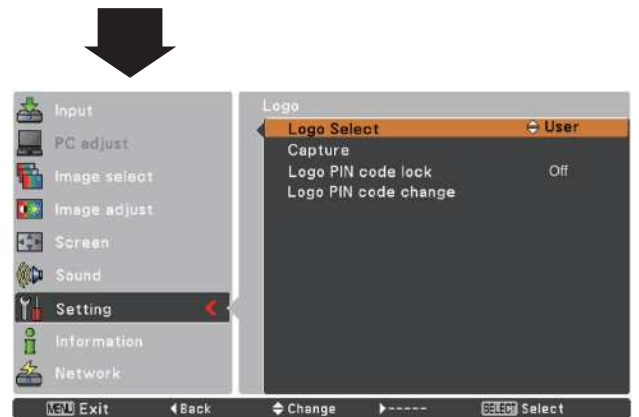 Input
PC adjust
Image select
Image adjust
Screen
Sound
Setting
Information
Network
Logo
Logo Select User
Capture
Logo PIN code lock Off
Logo PIN code change
MENU Exit Back Change ----- SELECT Select